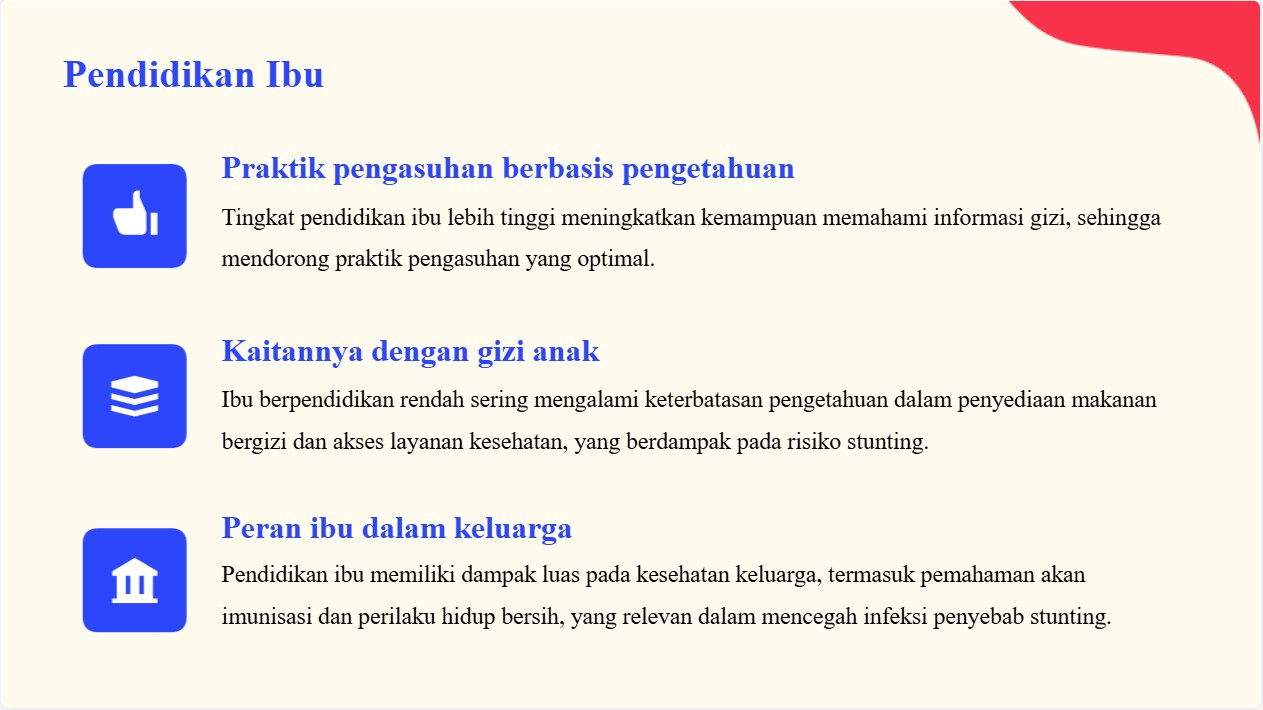 Pendidikan Ibu
Praktik pengasuhan berbasis pengetahuan
Tingkat pendidikan ibu lebih tinggi meningkatkan kemampuan memahami informasi gizi, sehingga
mendorong praktik pengasuhan yang optimal.
Kaitannya dengan gizi anak
Ibu berpendidikan rendah sering mengalami keterbatasan pengetahuan dalam penyediaan makanan
bergizi dan akses layanan kesehatan, yang berdampak pada risiko stunting.
Peran ibu dalam keluarga
Pendidikan ibu memiliki dampak luas pada kesehatan keluarga, termasuk pemahaman akan
imunisasi dan perilaku hidup bersih, yang relevan dalam mencegah infeksi penyebab stunting.